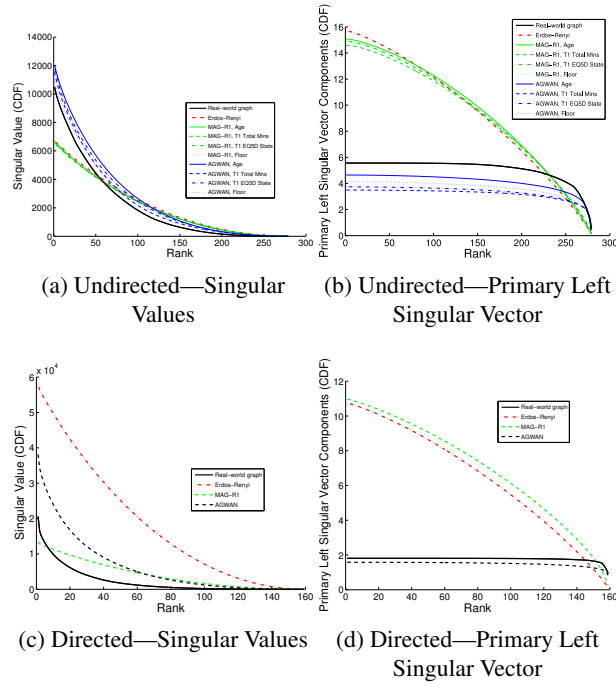 Singular Value (CDF)
14000
12000
10000
8000
6000
4000
2000
0
0
50
100
150
200
250
300
Rank
Real-world graph
Erdos-Renyi
MAG-R1, Age
MAG-R1, T1 Total Mins
MAG-R1, T1 EQ5D State
MAG-R1, Floor
AGWAN, Age
AGWAN, T1 Total Mins
AGWAN, T1 EQ5D State
AGWAN, Floor
(a) Undirected—Singular
Values
Primary Left Singular Vector Components (CDF)
16
14
12
10
8
6
4
2
0
0
50
100
150
200
250
300
Rank
Real-world graph
Erdos-Renyi
MAG-R1, Age
MAG-R1, T1 Total Mins
MAG-R1, T1 EQ5D State
MAG-R1, Floor
AGWAN, Age
AGWAN, T1 Total Mins
AGWAN, T1 EQ5D State
AGWAN, Floor
(b) Undirected—Primary Left
Singular Vector
Singular Value (CDF)
x 10^4
6
5
4
3
2
1
0
0
20
40
60
80
100
120
140
160
Rank
Real-world graph
Erdos-Renyi
MAG-R1
AGWAN
(c) Directed—Singular Values
Primary Left Singular Vector Components (CDF)
12
10
8
6
4
2
0
0
20
40
60
80
100
120
140
160
Rank
Real-world graph
Erdos-Renyi
MAG-R1
AGWAN
(d) Directed—Primary Left
Singular Vector